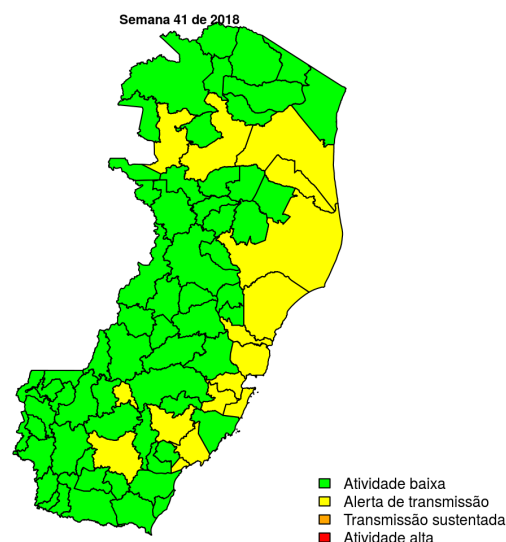 Semana 41 de 2018
Atividade baixa
Alerta de transmissão
Transmissão sustentada
Atividade alta